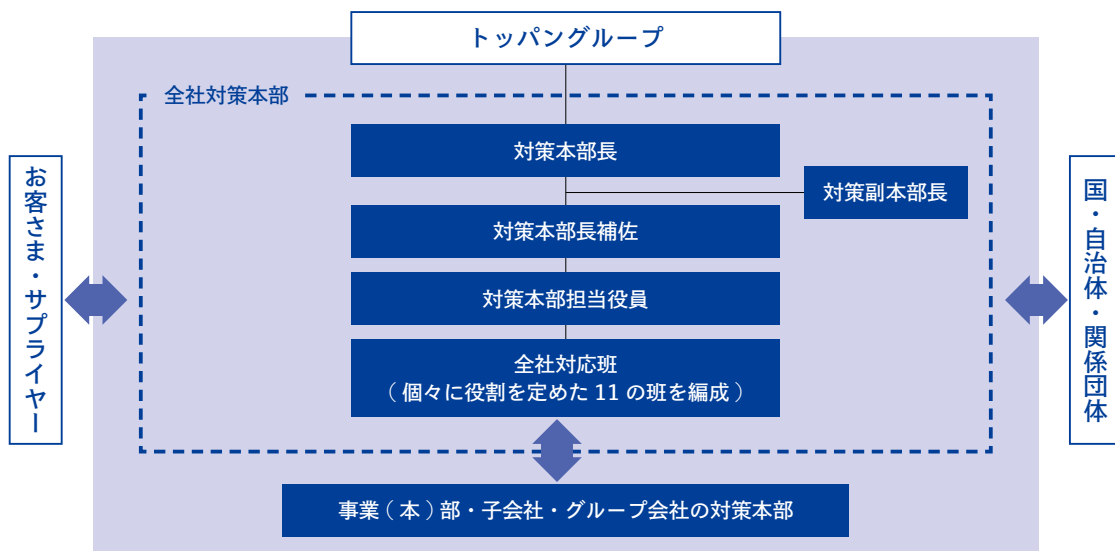 トッパングループ
全社対策本部
対策本部長
対策副本部長
対策本部長補佐
対策本部担当役員
全社対応班
（個々に役割を定めた11の班を編成）
お客さま・サプライヤー
国・自治体・関係団体
事業（本）部・子会社・グループ会社の対策本部